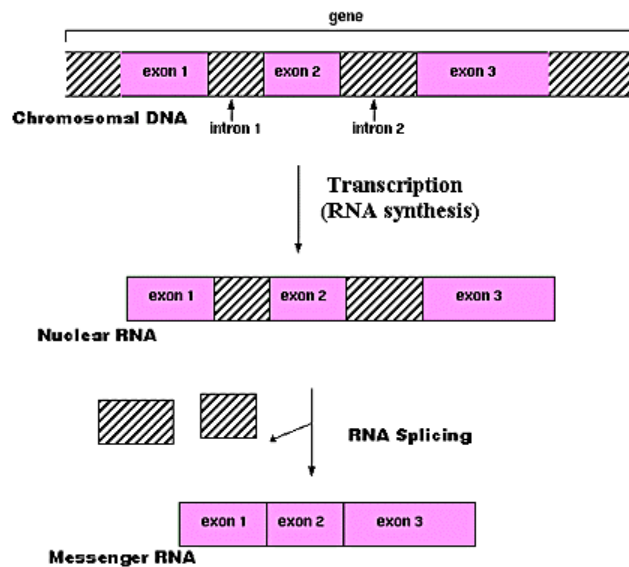 gene
exon 1 exon 2 exon 3
Chromosomal DNA
intron 1 intron 2
Transcription
(RNA synthesis)
exon 1 exon 2 exon 3
Nuclear RNA
RNA Splicing
exon 1 exon 2 exon 3
Messenger RNA